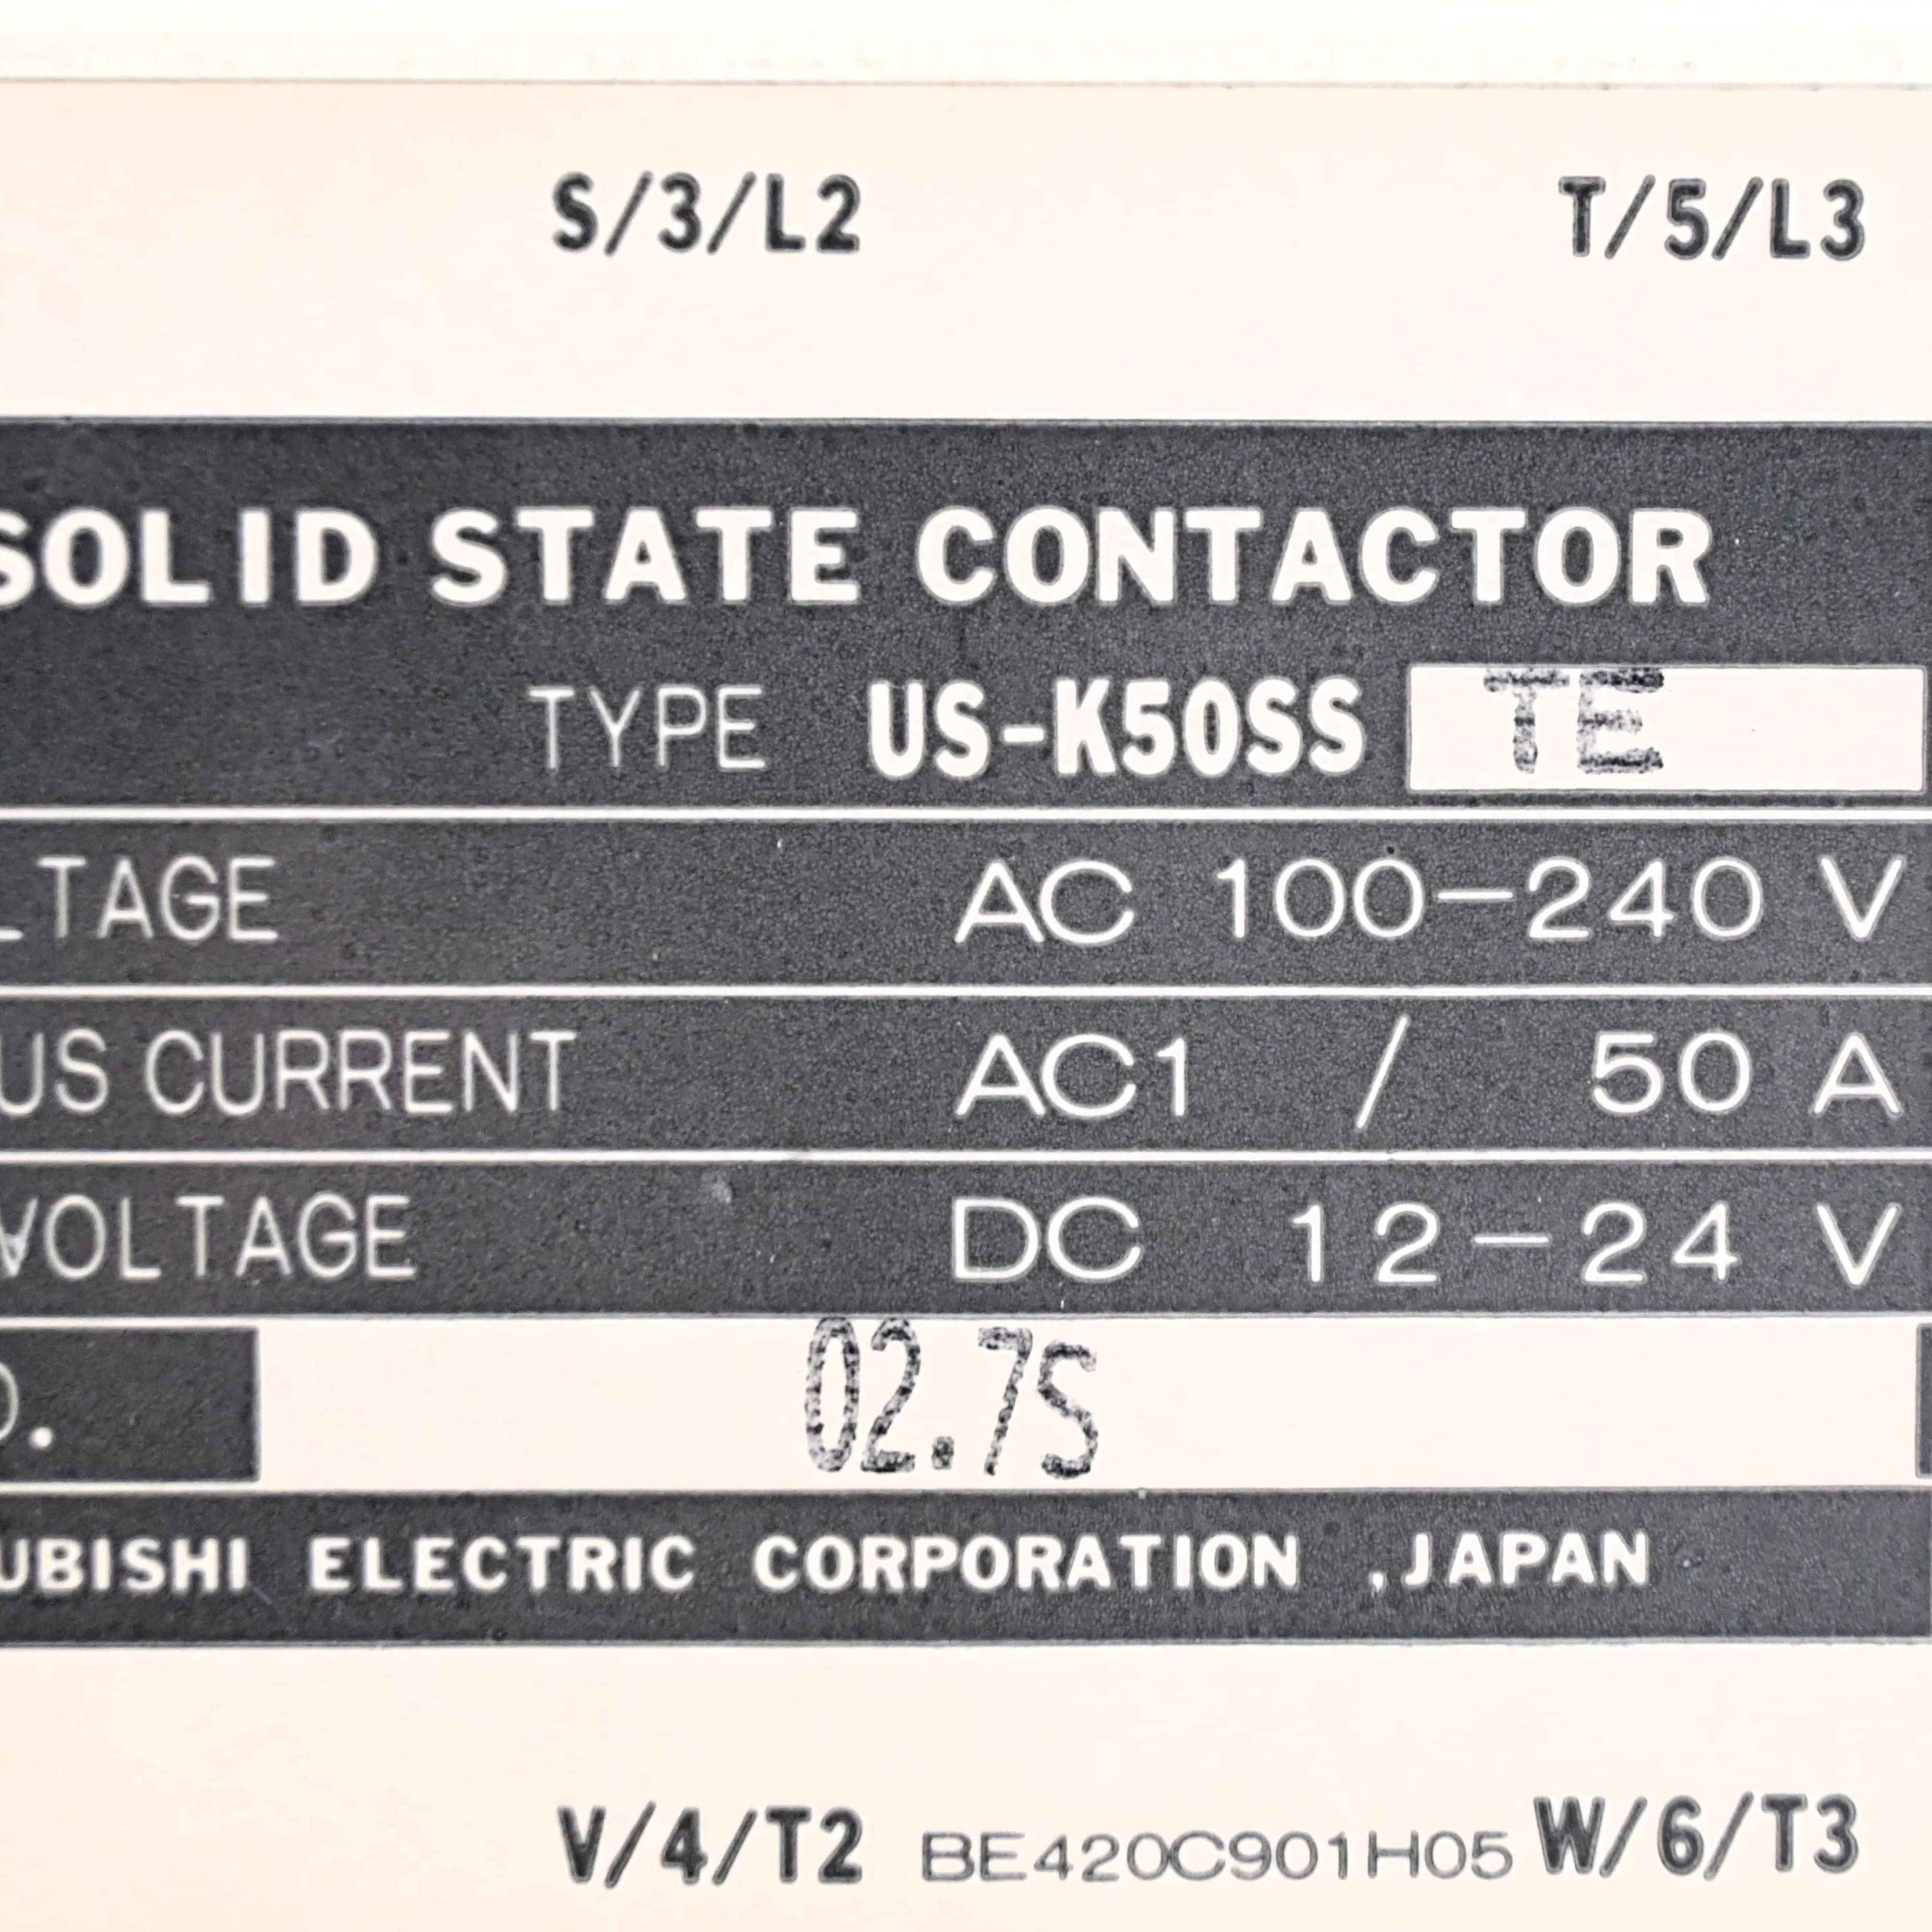 S/3/L2 T/5/L3
SOLID STATE CONTACTOR
TYPE US-K50SS TE
LTAGE AC 100-240 V
US CURRENT AC1 / 50 A
VOLTAGE DC 12-24 V
O. 02.7S
UBISHI ELECTRIC CORPORATION ,JAPAN
V/4/T2 BE420C901H05 W/6/T3